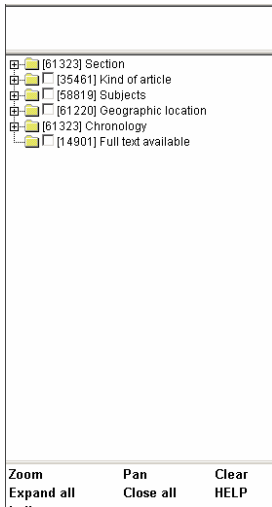 [61323] Section
[35461] Kind of article
[58819] Subjects
[61220] Geographic location
[61323] Chronology
[14901] Full text available
Zoom Pan Clear
Expand all Close all HELP